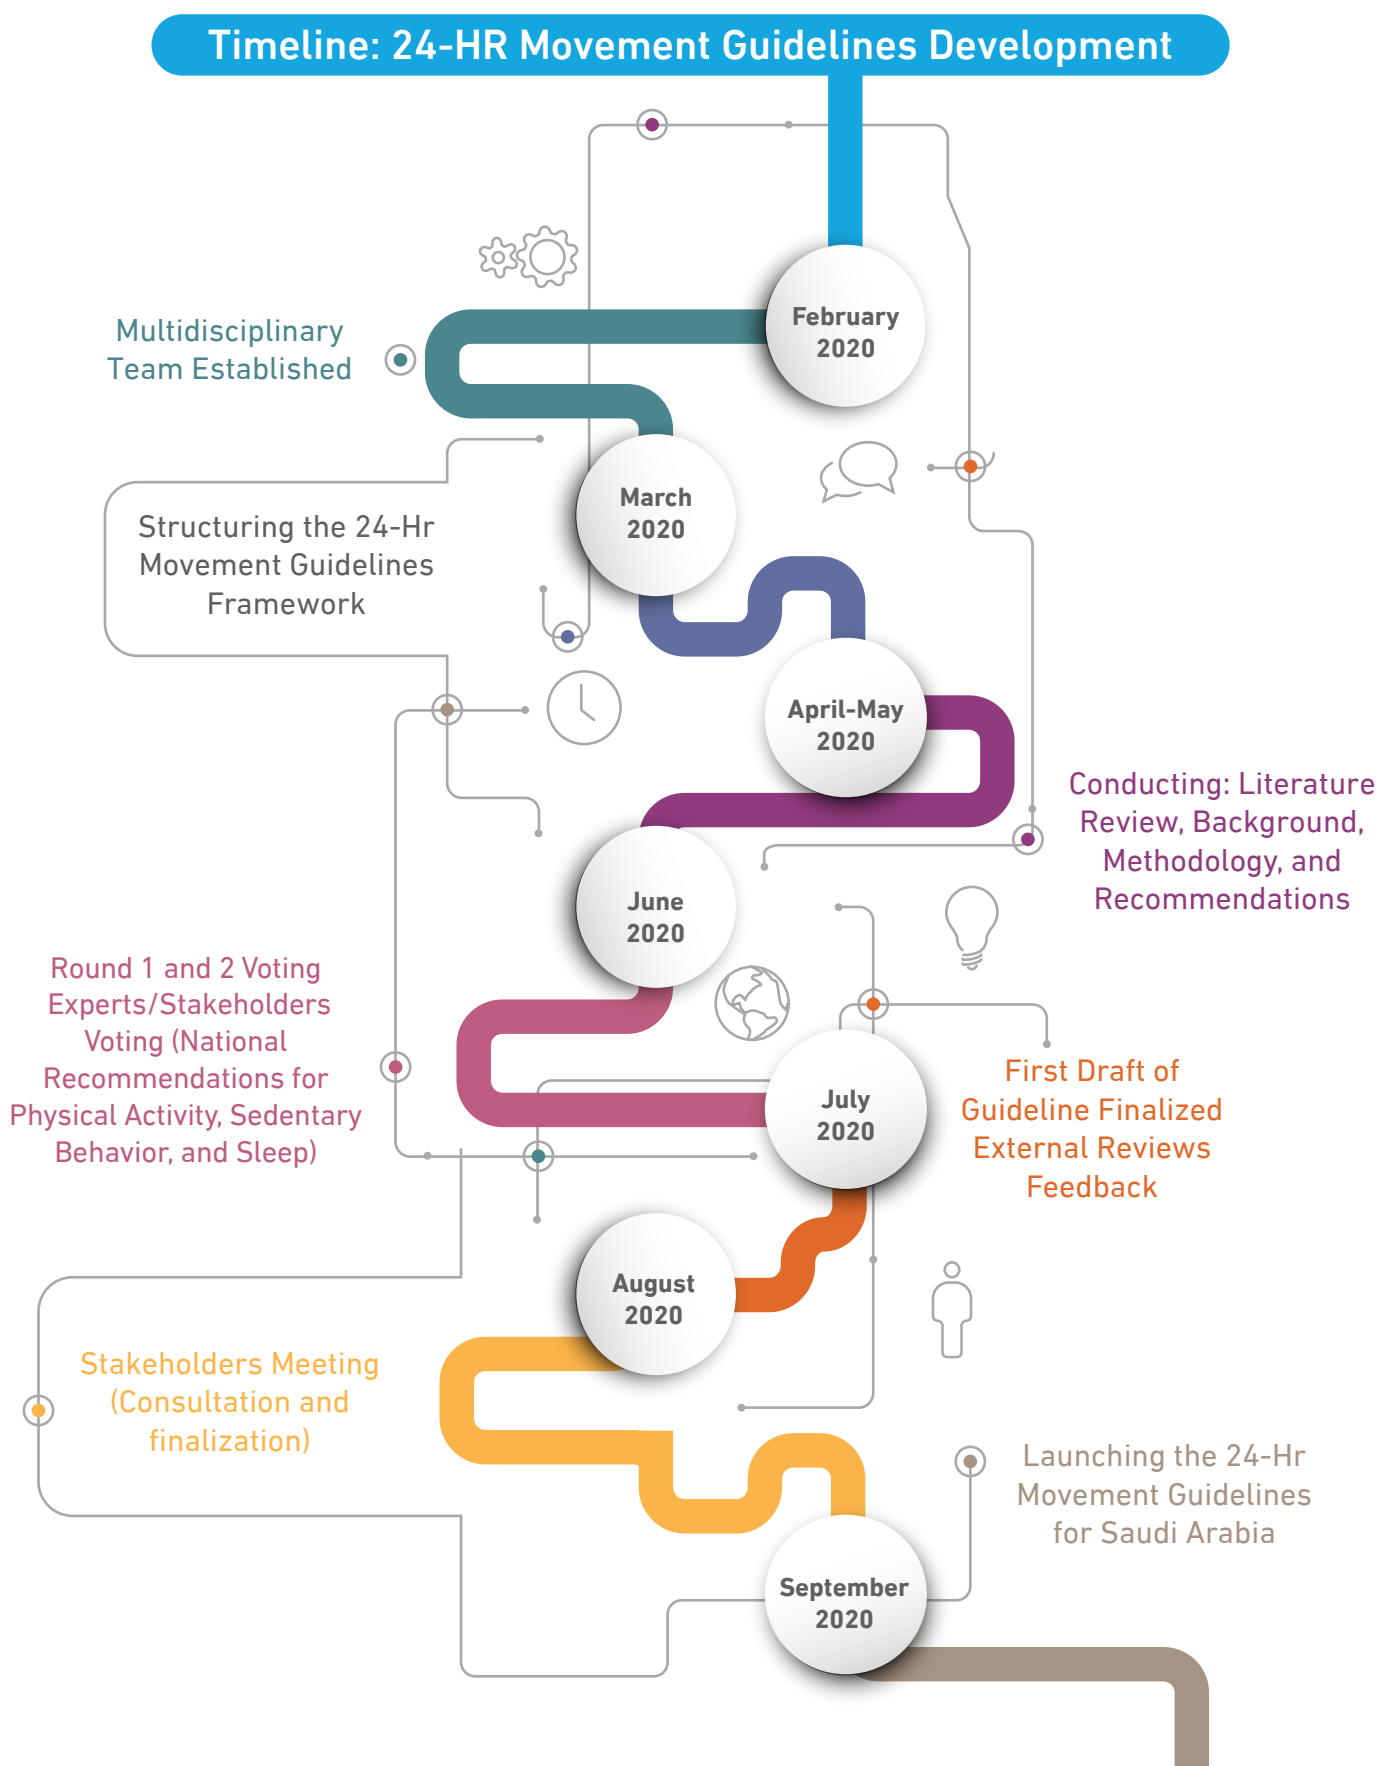 Timeline: 24-HR Movement Guidelines Development
February
2020
Multidisciplinary
Team Established
March
2020
Structuring the 24-Hr
Movement Guidelines
Framework
April-May
2020
Conducting: Literature
Review, Background,
Methodology, and
Recommendations
June
2020
Round 1 and 2 Voting
Experts/Stakeholders
Voting (National
Recommendations for
Physical Activity, Sedentary
Behavior, and Sleep)
July
2020
First Draft of
Guideline Finalized
External Reviews
Feedback
August
2020
Stakeholders Meeting
(Consultation and
finalization)
September
2020
Launching the 24-Hr
Movement Guidelines
for Saudi Arabia